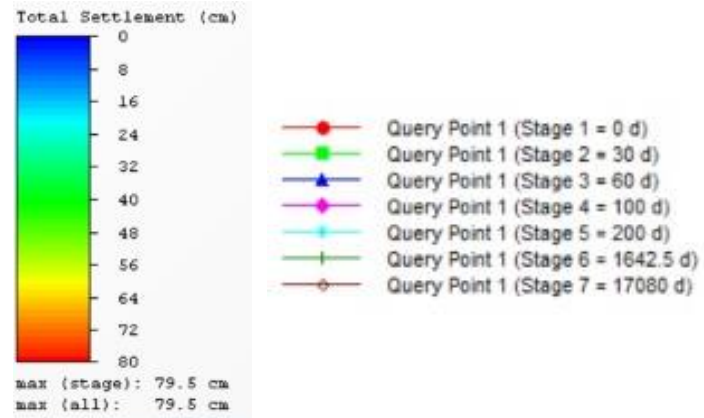 Total Settlement (cm)
0
8
16
24
32
40
48
56
64
72
80
max (stage): 79.5 cm
max (all): 79.5 cm
Query Point 1 (Stage 1 = 0 d)
Query Point 1 (Stage 2 = 30 d)
Query Point 1 (Stage 3 = 60 d)
Query Point 1 (Stage 4 = 100 d)
Query Point 1 (Stage 5 = 200 d)
Query Point 1 (Stage 6 = 1642.5 d)
Query Point 1 (Stage 7 = 17080 d)